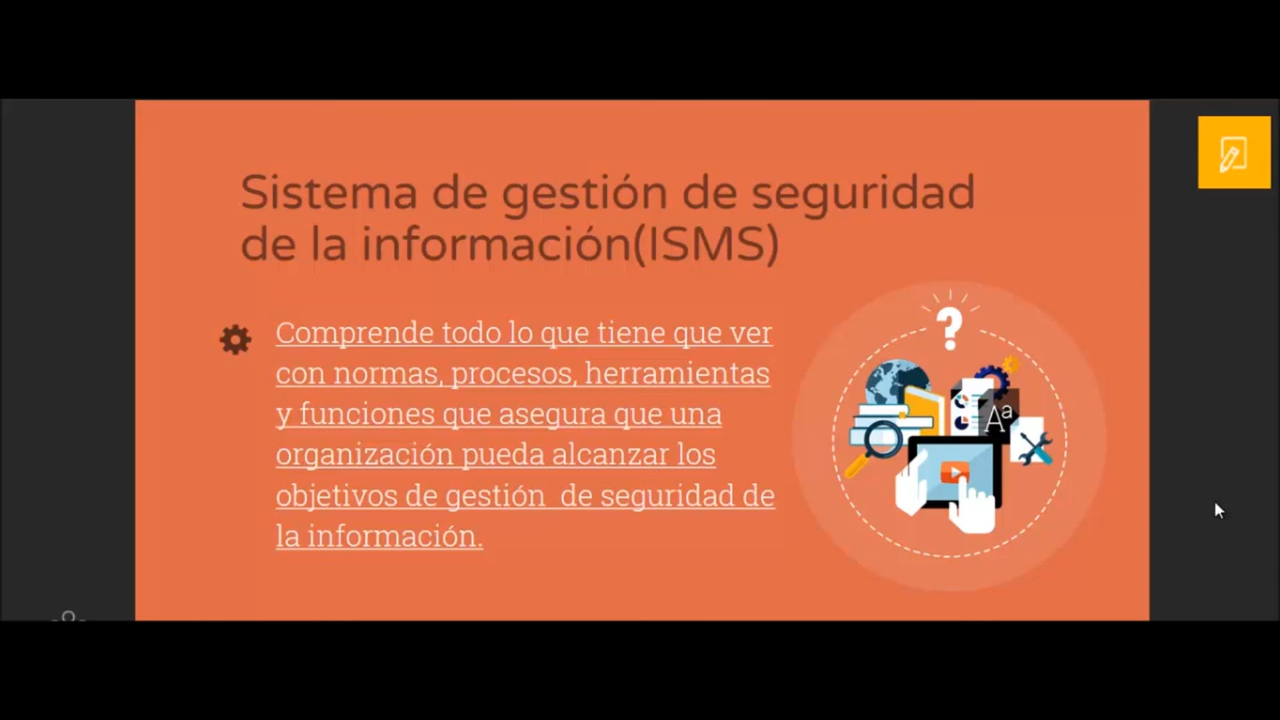 Sistema de gestión de seguridad
de la información(ISMS)
?
Comprende todo lo que tiene que ver
con normas, procesos, herramientas
y funciones que asegura que una
organización pueda alcanzar los
objetivos de gestión  de seguridad de
la información.
Aª